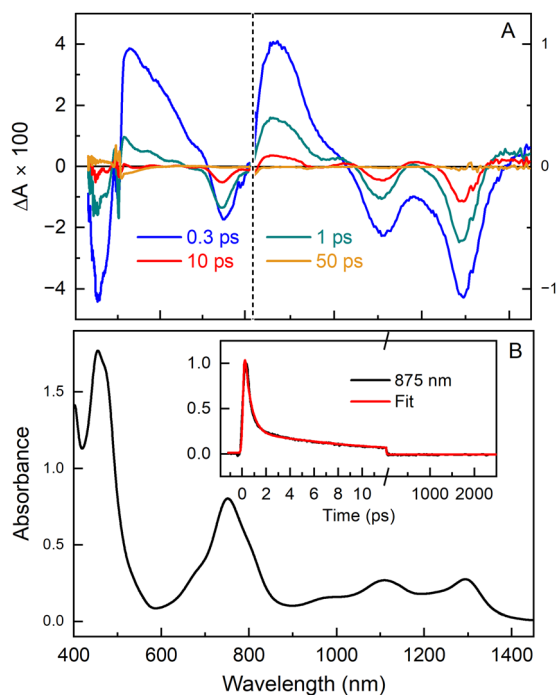 A
ΔA × 100
4
2
0
−2
−4
1
0
−1
0.3 ps
1 ps
10 ps
50 ps
B
Absorbance
1.5
1.0
0.5
0.0
1.0
0.5
0.0
875 nm
Fit
0 2 4 6 8 10 1000 2000
Time (ps)
400 600 800 1000 1200 1400
Wavelength (nm)